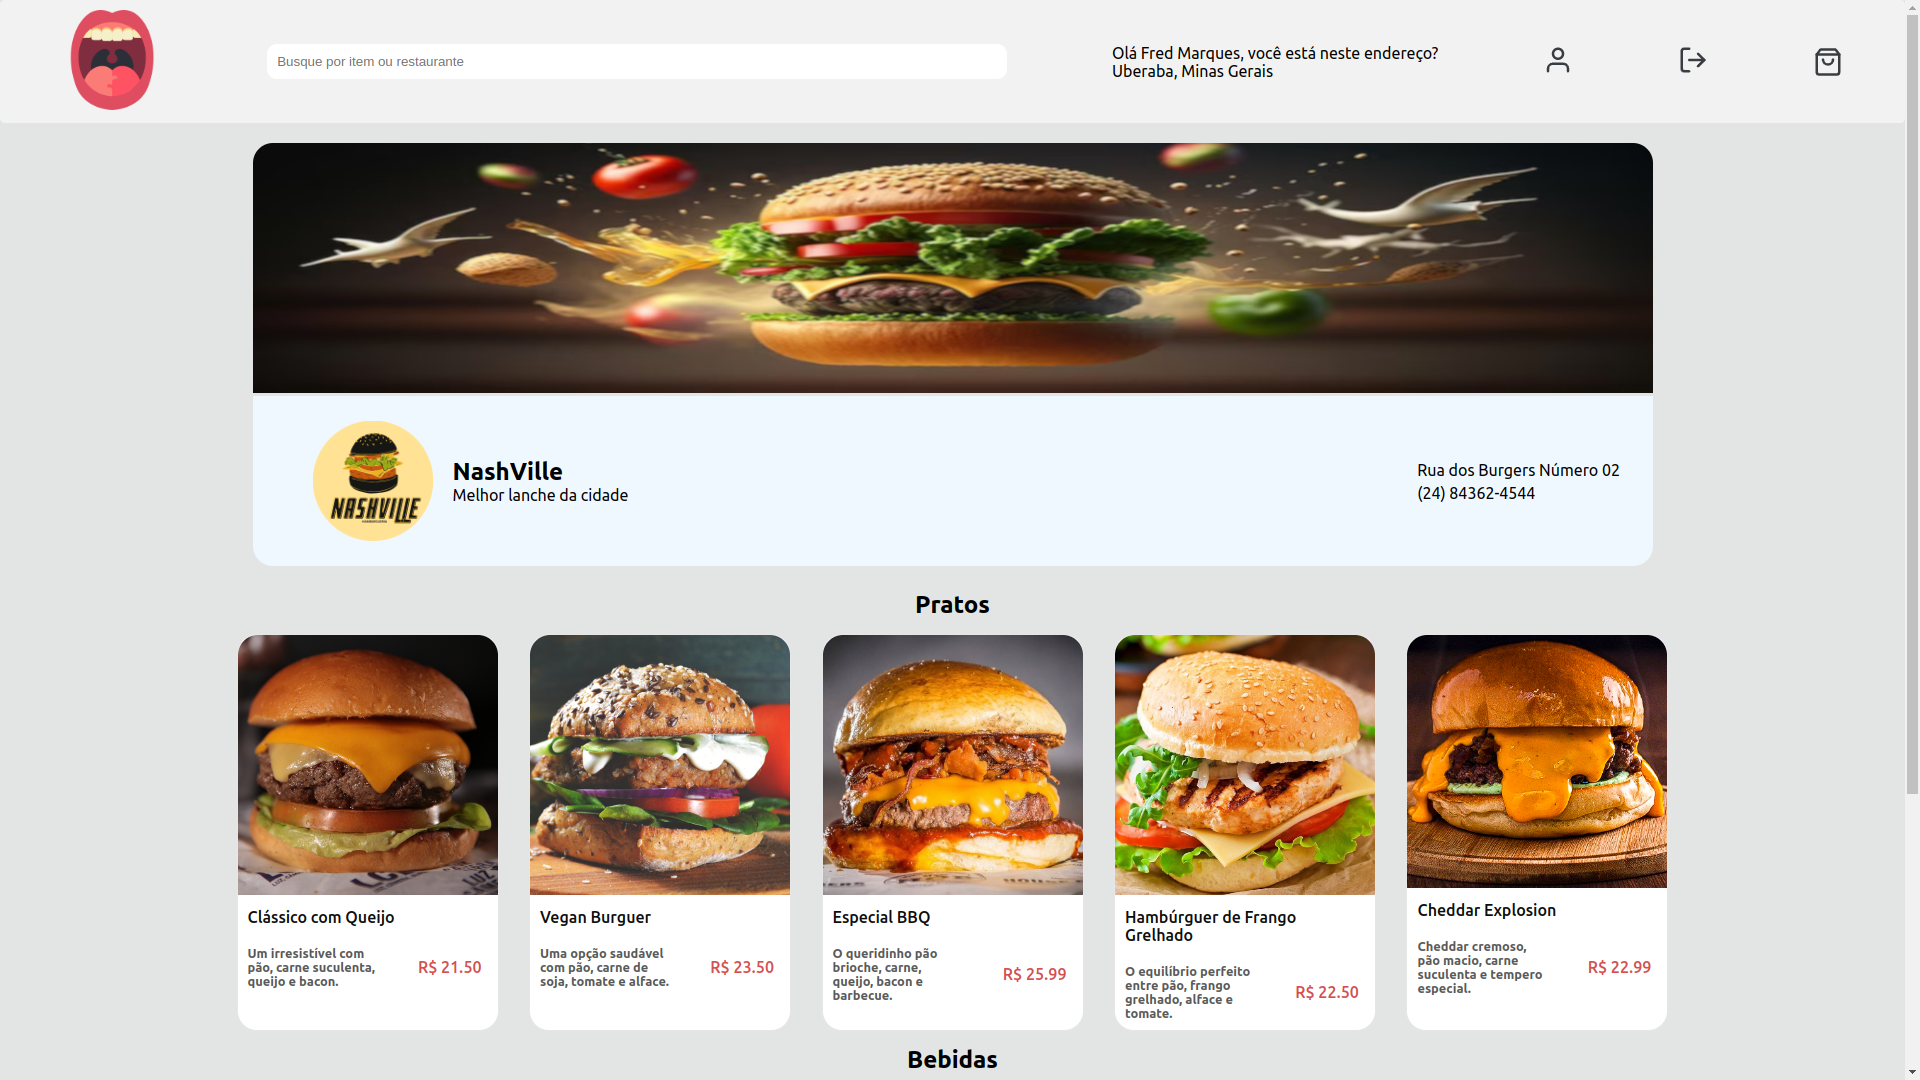 Busque por item ou restaurante
Olá Fred Marques, você está neste endereço?
Uberaba, Minas Gerais
NASHVILLE
NashVille
Melhor lanche da cidade
Rua dos Burgers Número 02
(24) 84362-4544
Pratos
Clássico com Queijo
Um irresistível com
pão, carne suculenta,
queijo e bacon.
R$ 21.50
Vegan Burguer
Uma opção saudável
com pão, carne de
soja, tomate e alface.
R$ 23.50
Especial BBQ
O queridinho pão
brioche, carne,
queijo, bacon e
barbecue.
R$ 25.99
Hambúrguer de Frango
Grelhado
O equilíbrio perfeito
entre pão, frango
grelhado, alface e
tomate.
R$ 22.50
Cheddar Explosion
Cheddar cremoso,
pão macio, carne
suculenta e tempero
especial.
R$ 22.99
Bebidas